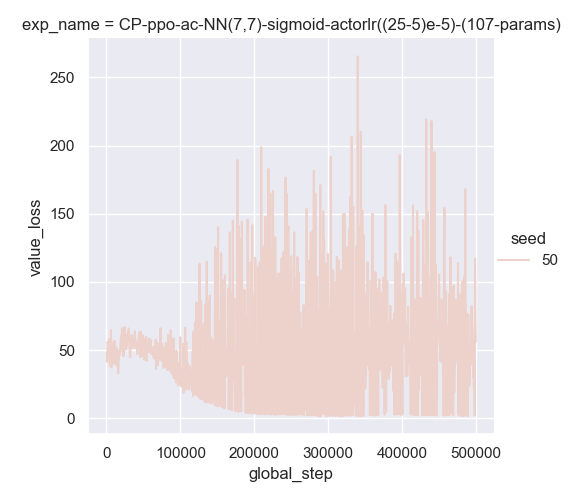 exp_name = CP-ppo-ac-NN(7,7)-sigmoid-actorlr((25-5)e-5)-(107-params)
250
200
150
100
50
0
value_loss
0 100000 200000 300000 400000 500000
global_step
seed
50